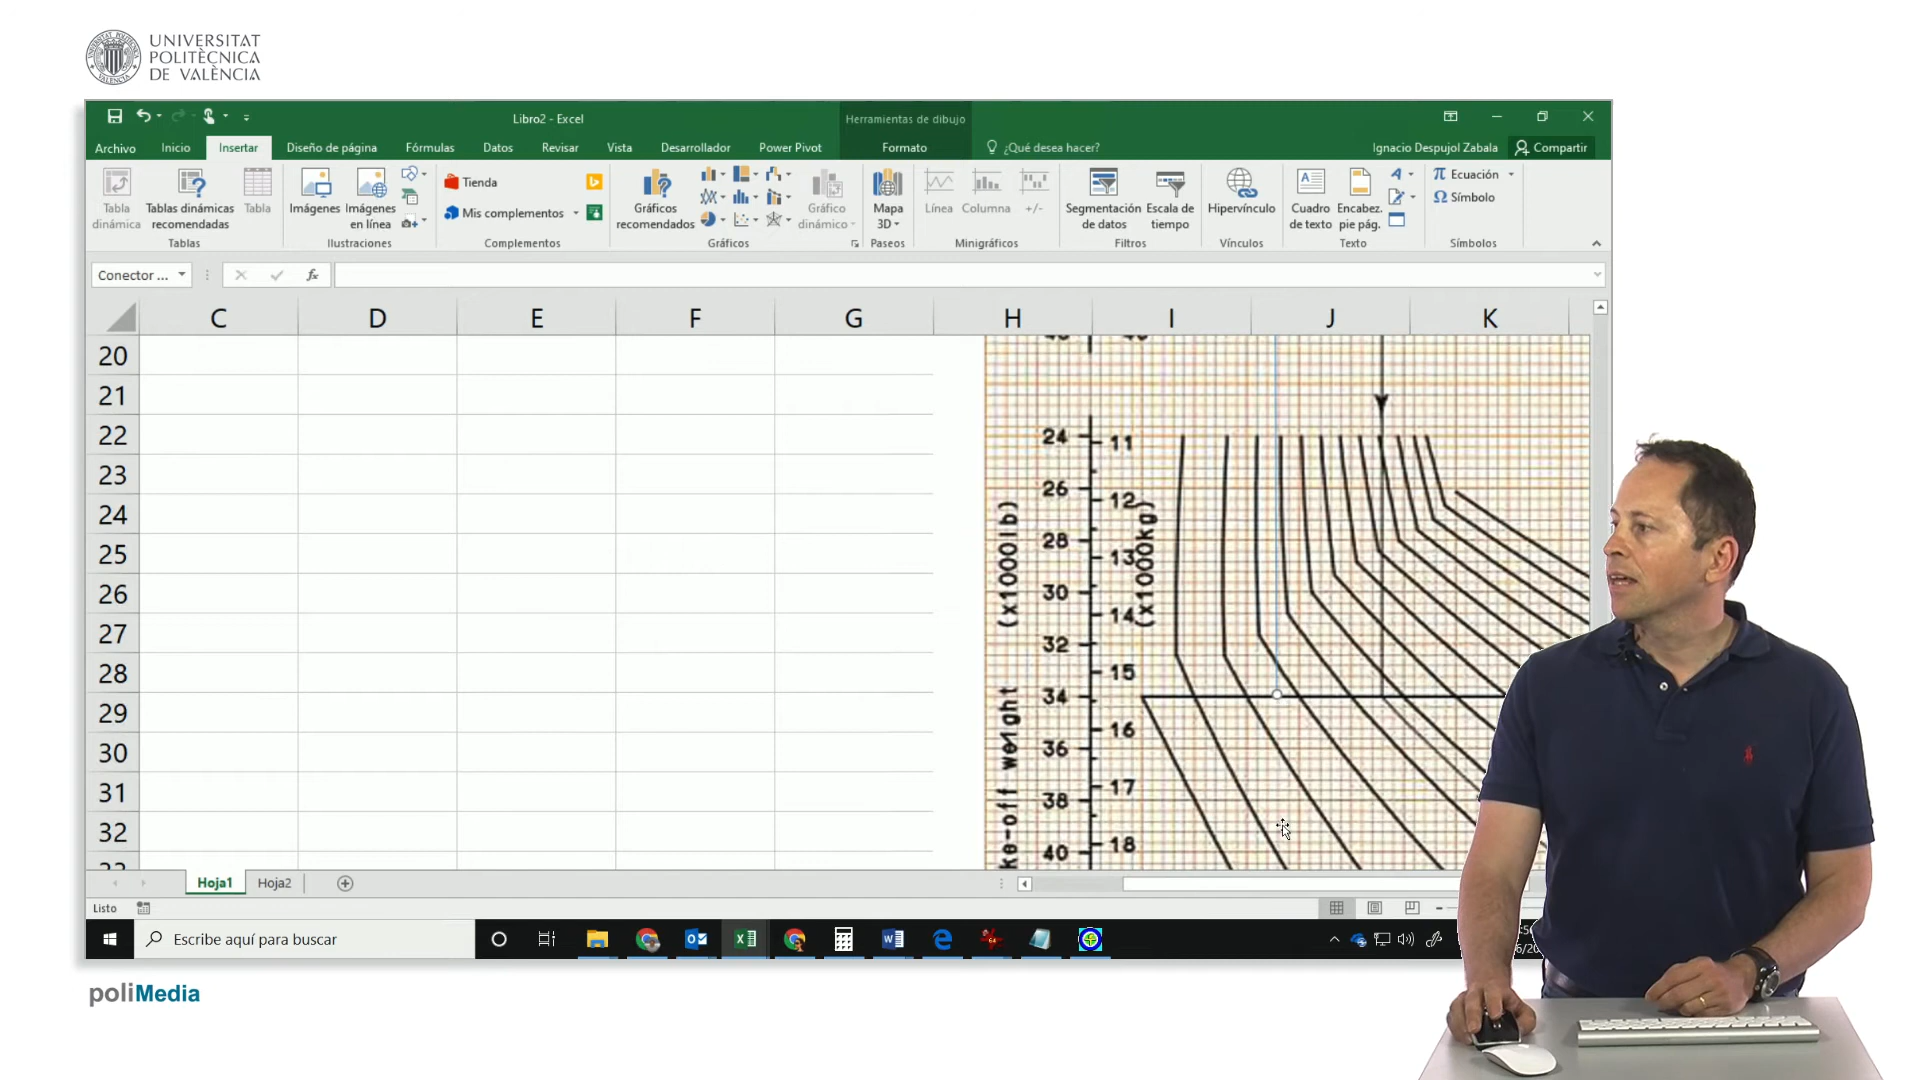 UNIVERSITAT
POLITÈCNICA
DE VALÈNCIA
Libro2 - Excel
Herramientas de dibujo
Archivo Inicio Insertar Diseño de página Fórmulas Datos Revisar Vista Desarrollador Power Pivot Formato ¿Qué desea hacer? Ignacio Despujol Zabala Compartir
Tabla dinámica
Tablas dinámicas recomendadas
Tabla
Tablas
Imágenes
Imágenes en línea
Ilustraciones
Tienda
Mis complementos
Complementos
Gráficos recomendados
Gráfico dinámico
Gráficos
Mapa 3D
Paseos
Línea
Columna
+/-
Minigráficos
Segmentación de datos
Escala de tiempo
Filtros
Hipervínculo
Vínculos
Cuadro de texto
Encabez. pie pág.
Texto
π Ecuación
Ω Símbolo
Símbolos
Conector ...
fx
C D E F G H I J K
20
21
22
23
24
25
26
27
28
29
30
31
32
24 11
26 12
28 13
30 14
32 15
34
16
36
17
38
18
40
(x1000lb)
(x1000kg)
ke-off weight
Hoja1 Hoja2
Listo
Escribe aquí para buscar
poliMedia